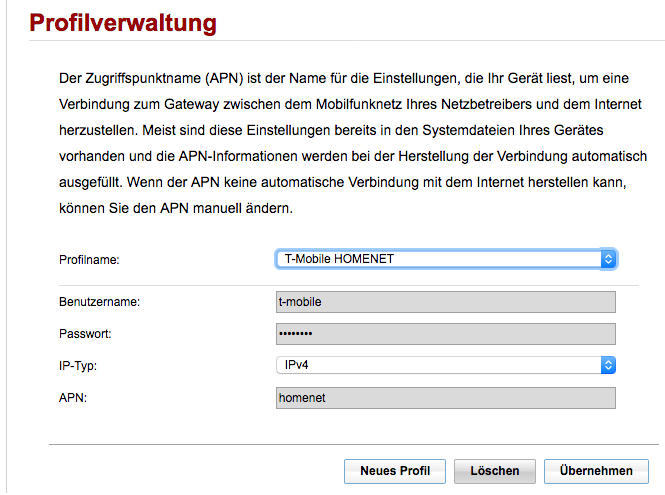 Profilverwaltung
Der Zugriffspunktname (APN) ist der Name für die Einstellungen, die Ihr Gerät liest, um eine
Verbindung zum Gateway zwischen dem Mobilfunknetz Ihres Netzbetreibers und dem Internet
herzustellen. Meist sind diese Einstellungen bereits in den Systemdateien Ihres Gerätes
vorhanden und die APN-Informationen werden bei der Herstellung der Verbindung automatisch
ausgefüllt. Wenn der APN keine automatische Verbindung mit dem Internet herstellen kann,
können Sie den APN manuell ändern.
Profilname: T-Mobile HOMENET
Benutzername: t-mobile
Passwort: ••••••••
IP-Typ: IPv4
APN: homenet
Neues Profil Löschen Übernehmen